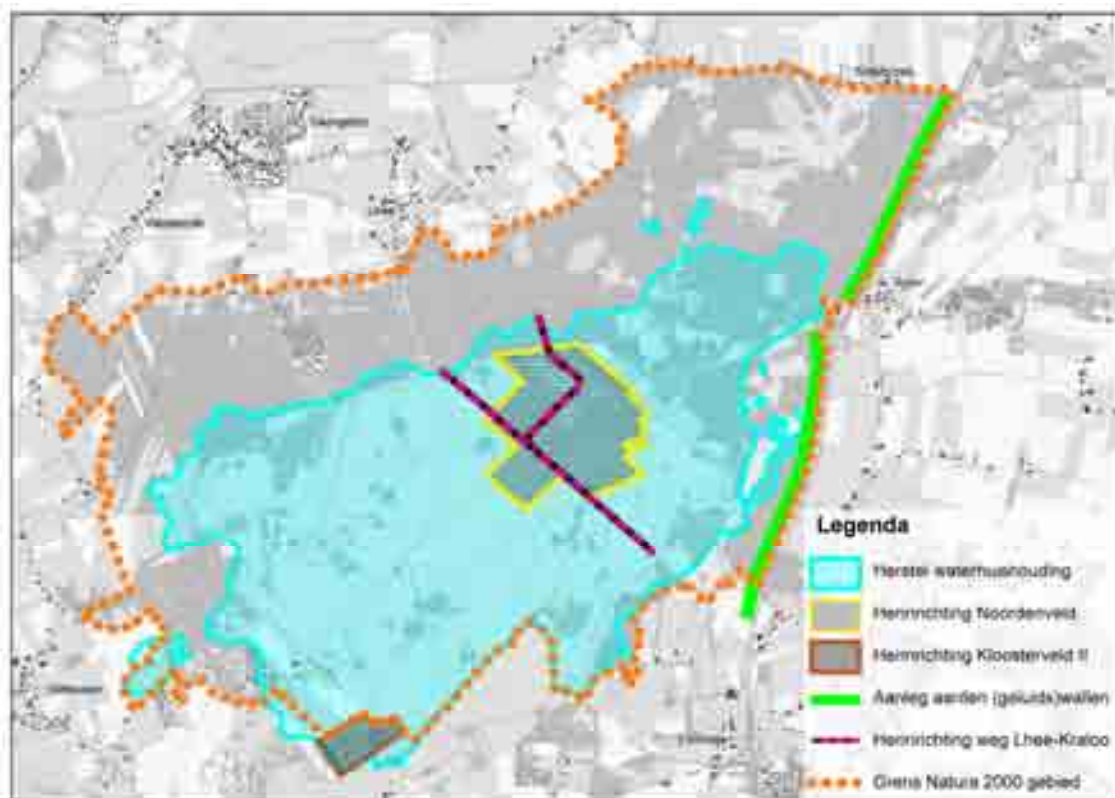 Lhee
Legenda
Herstel waterhuishouding
Herinrichting Noordenveld
Herinrichting Kloosterveld II
Aanleg aarden (geluids)wallen
Herinrichting weg Lhee-Kraloo
Grens Natura 2000 gebied